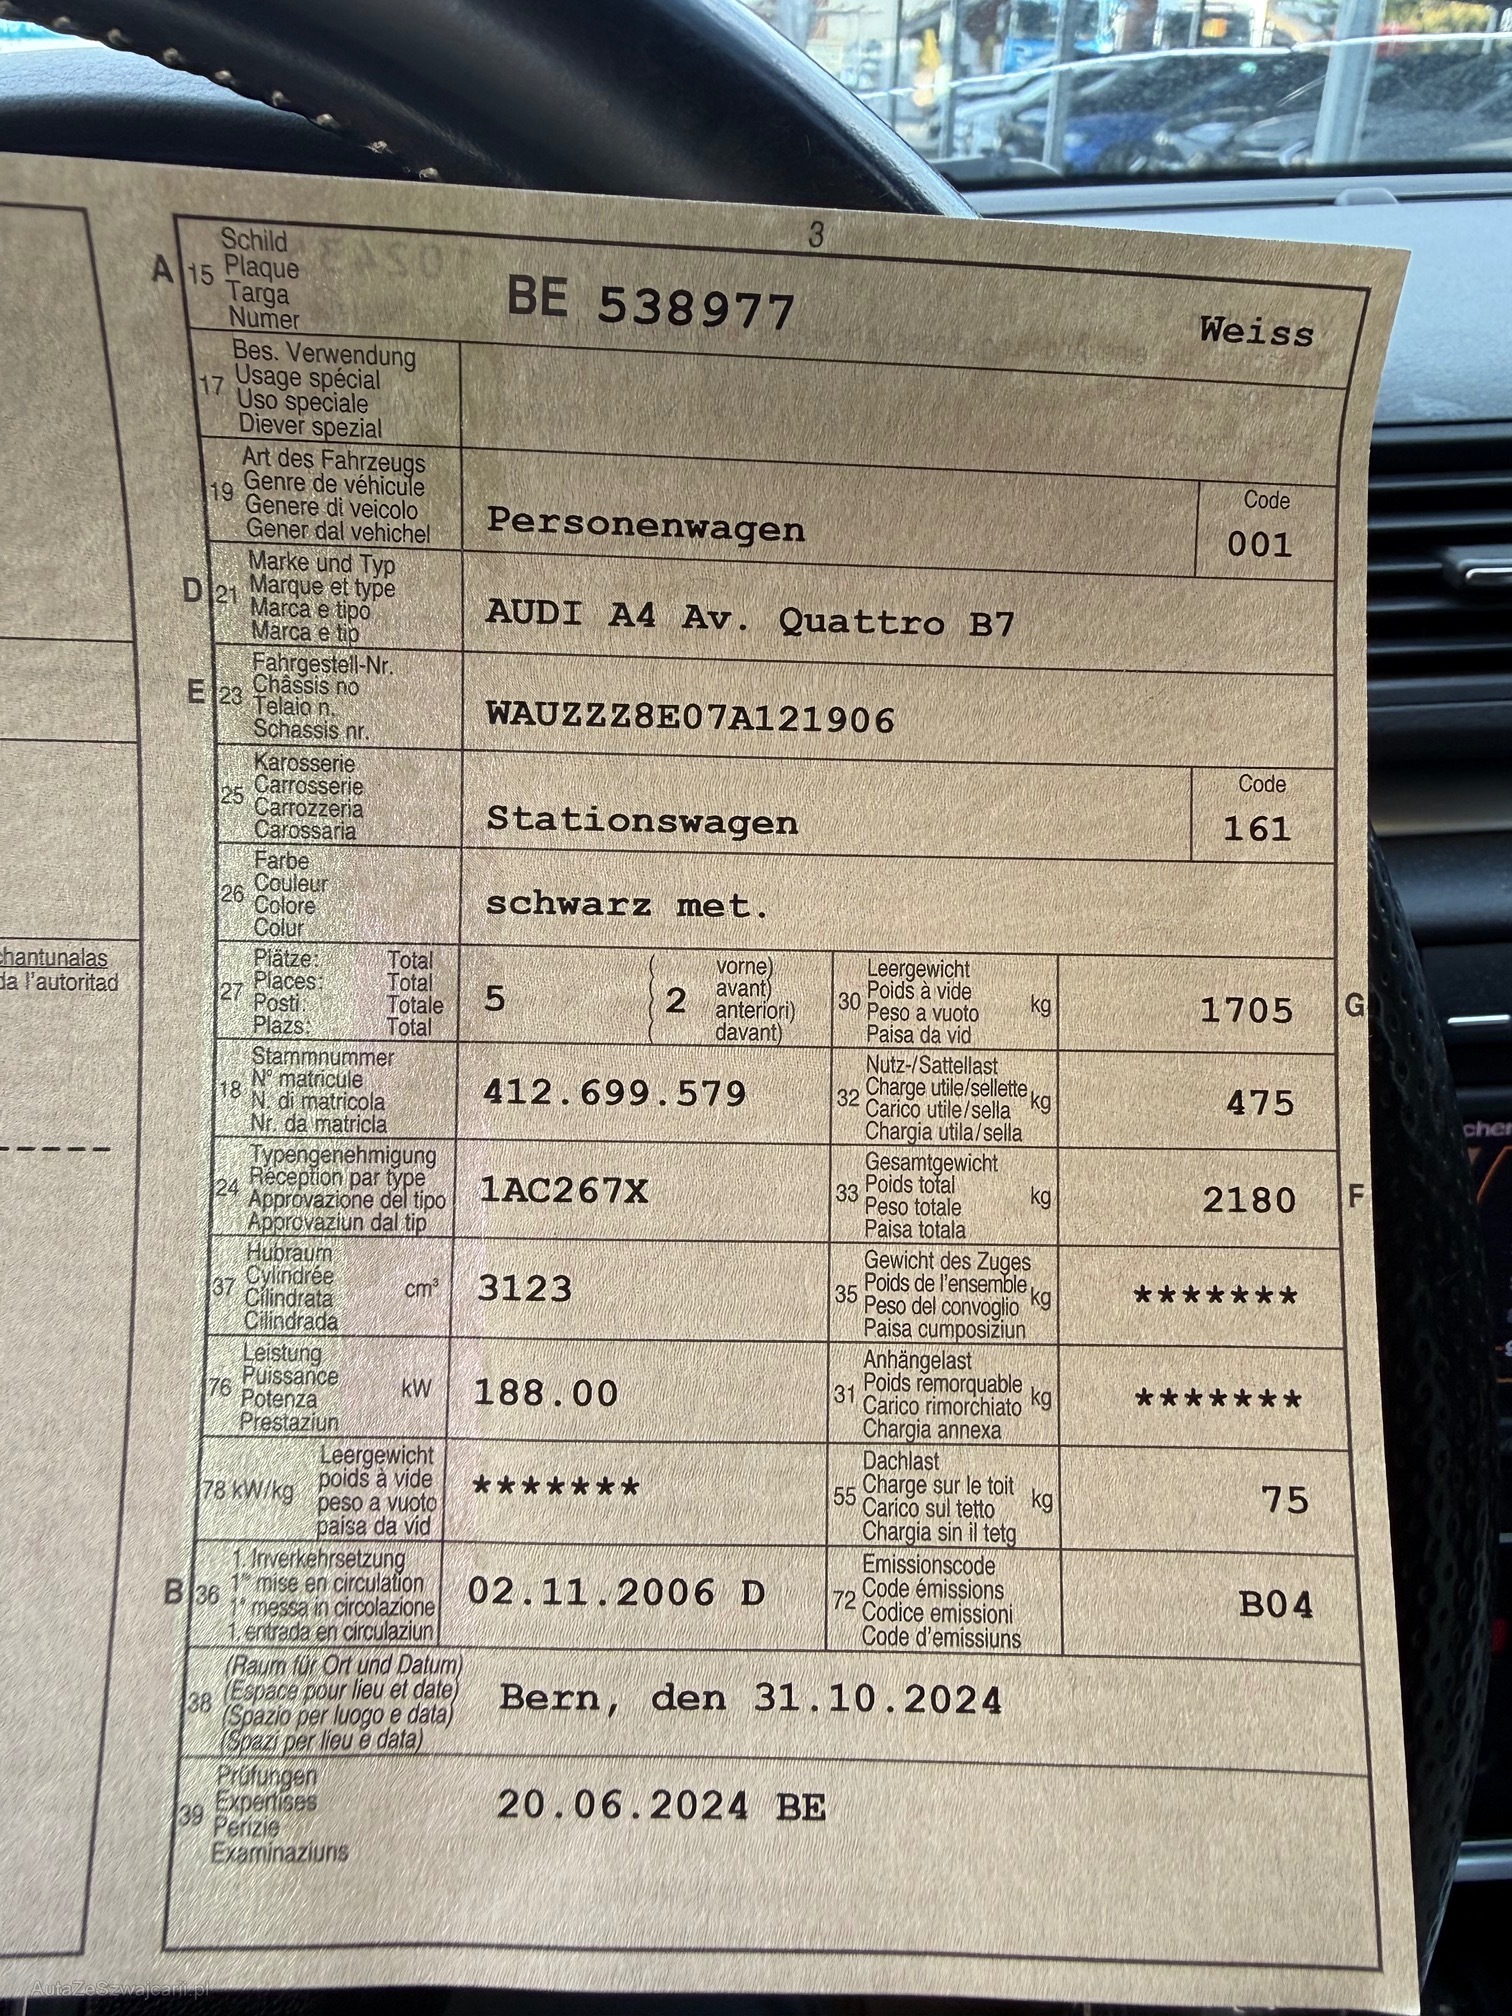 3
A 15 Schild
Plaque
Targa
Numer
BE 538977
Weiss
17 Bes. Verwendung
Usage spécial
Uso speciale
Diever spezial
19 Art des Fahrzeugs
Genre de véhicule
Genere di veicolo
Gener dal vehichel
Personenwagen
Code
001
D 21 Marke und Typ
Marque et type
Marca e tipo
Marca e tip
AUDI A4 Av. Quattro B7
E 23 Fahrgestell-Nr.
Châssis no
Telaio n.
Schassis nr.
WAUZZZ8E07A121906
25 Karosserie
Carrosserie
Carrozzeria
Carossaria
Stationswagen
Code
161
26 Farbe
Couleur
Colore
Colur
schwarz met.
hantunalas
da l'autoritad
27 Plätze: Total
Places: Total
Posti: Totale
Plazs: Total
5
( 2 vorne)
avant)
anteriori)
davant)
30 Leergewicht
Poids à vide
Peso a vuoto
Paisa da vid
kg
1705
G
18 Stammnummer
N° matricule
N. di matricola
Nr. da matricla
412.699.579
32 Nutz-/Sattellast
Charge utile/sellette
Carico utile/sella
Chargia utila/sella
kg
475
24 Typengenehmigung
Réception par type
Approvazione del tipo
Approvaziun dal tip
1AC267X
33 Gesamtgewicht
Poids total
Peso totale
Paisa totala
kg
2180
F
37 Hubraum
Cylindrée
Cilindrata
Cilindrada
cm³
3123
35 Gewicht des Zuges
Poids de l'ensemble
Peso del convoglio
Paisa cumposiziun
kg
*******
76 Leistung
Puissance
Potenza
Prestaziun
kW
188.00
31 Anhängelast
Poids remorquable
Carico rimorchiato
Chargia annexa
kg
*******
78 kW/kg Leergewicht
poids à vide
peso a vuoto
paisa da vid
*******
55 Dachlast
Charge sur le toit
Carico sul tetto
Chargia sin il tetg
kg
75
B 36 1. Inverkehrsetzung
1re mise en circulation
1a messa in circolazione
1. entrada en circulaziun
02.11.2006 D
72 Emissionscode
Code émissions
Codice emissioni
Code d'emissiuns
B04
38 (Raum für Ort und Datum)
(Espace pour lieu et date)
(Spazio per luogo e data)
(Spazi per lieu e data)
Bern, den 31.10.2024
39 Prüfungen
Expertises
Perizie
Examinaziuns
20.06.2024 BE
AutaZeSzwajcarii.pl